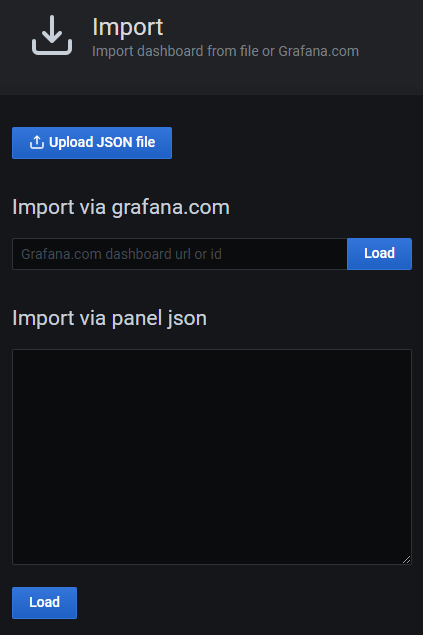 Import
Import dashboard from file or Grafana.com
Upload JSON file
Import via grafana.com
Grafana.com dashboard url or id
Load
Import via panel json
Load